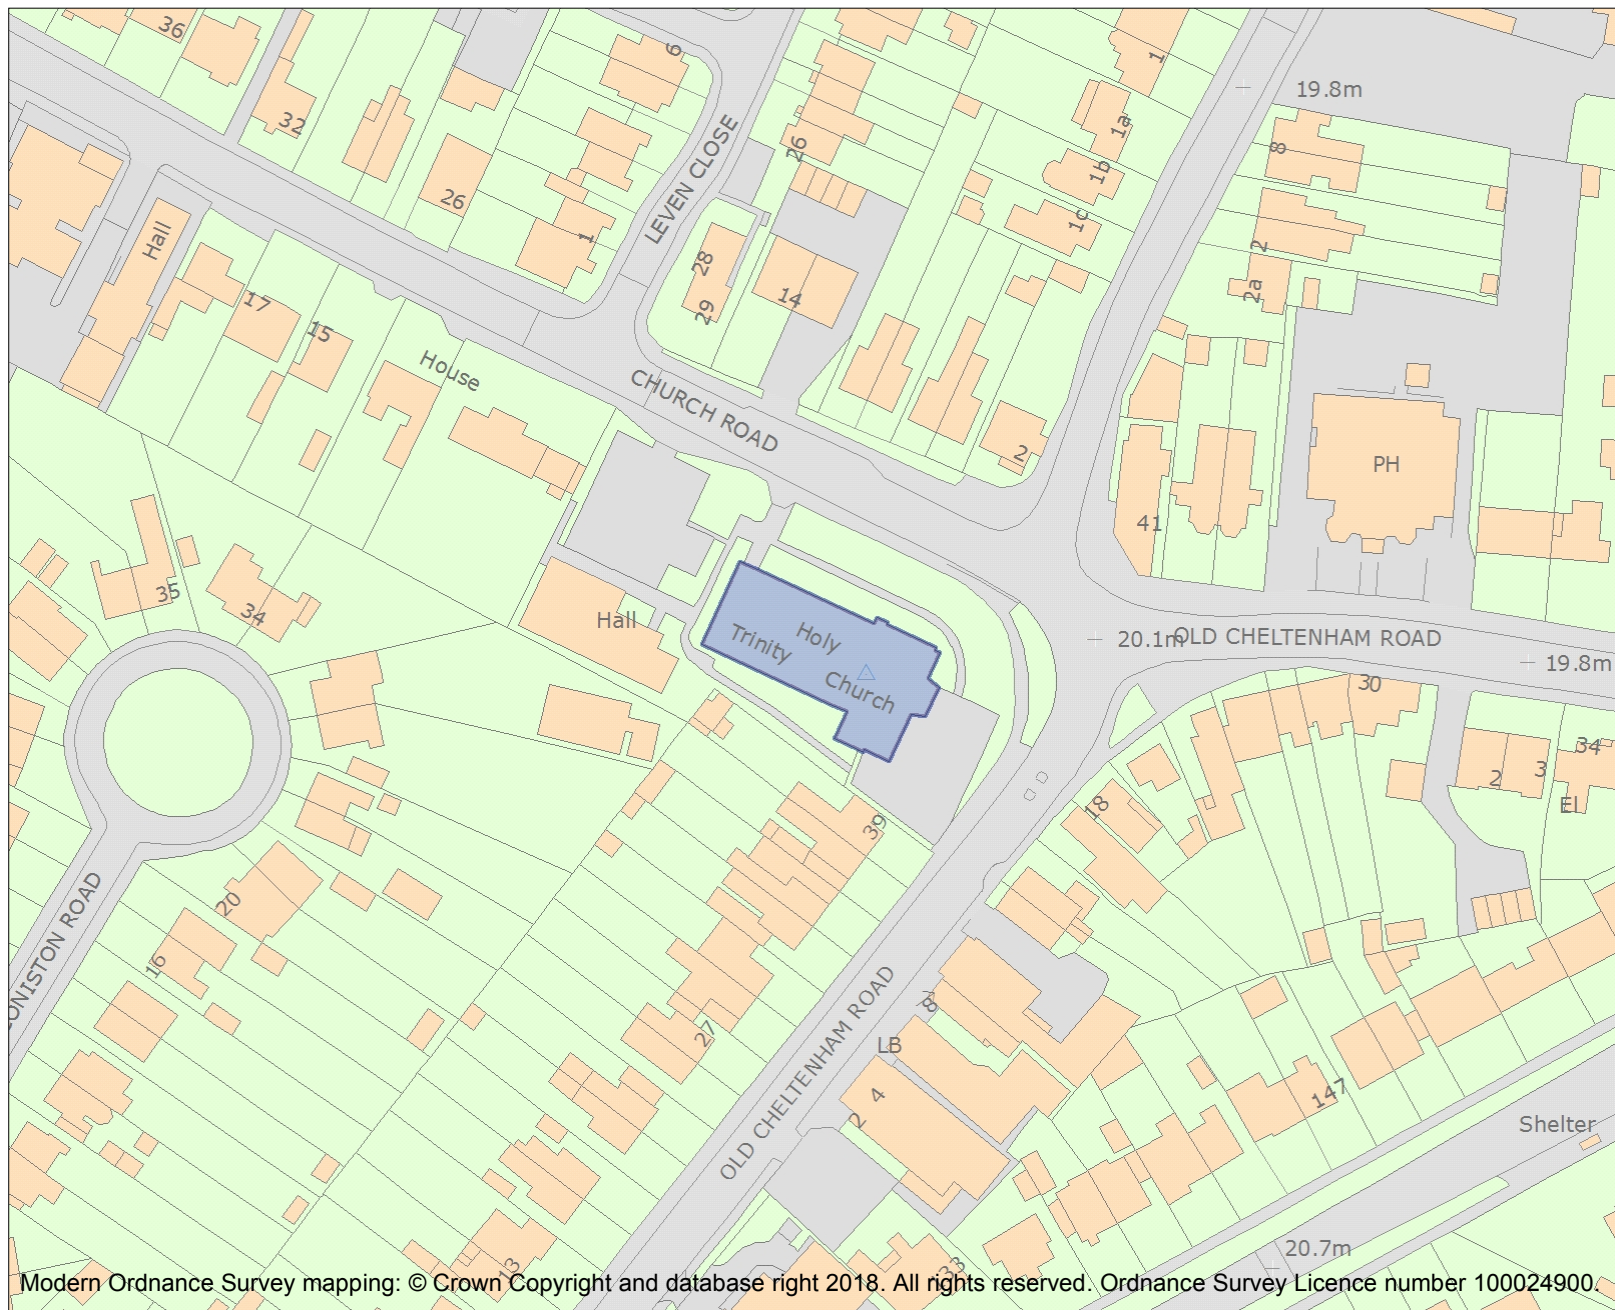 36
6
1
19.8m
32
1a
8
26
LEVEN CLOSE
26
1b
Hall
1
1c
2
28
2a
17
14
29
15
House
CHURCH ROAD
2
PH
41
35
34
Hall
Holy
Trinity
Church
20.1m
OLD CHELTENHAM ROAD
19.8m
30
34
2
3
El
18
39
20
16
CONISTON ROAD
OLD CHELTENHAM ROAD
8
27
LB
4
2
147
Shelter
20.7m
13
33
Modern Ordnance Survey mapping: © Crown Copyright and database right 2018. All rights reserved. Ordnance Survey Licence number 100024900.